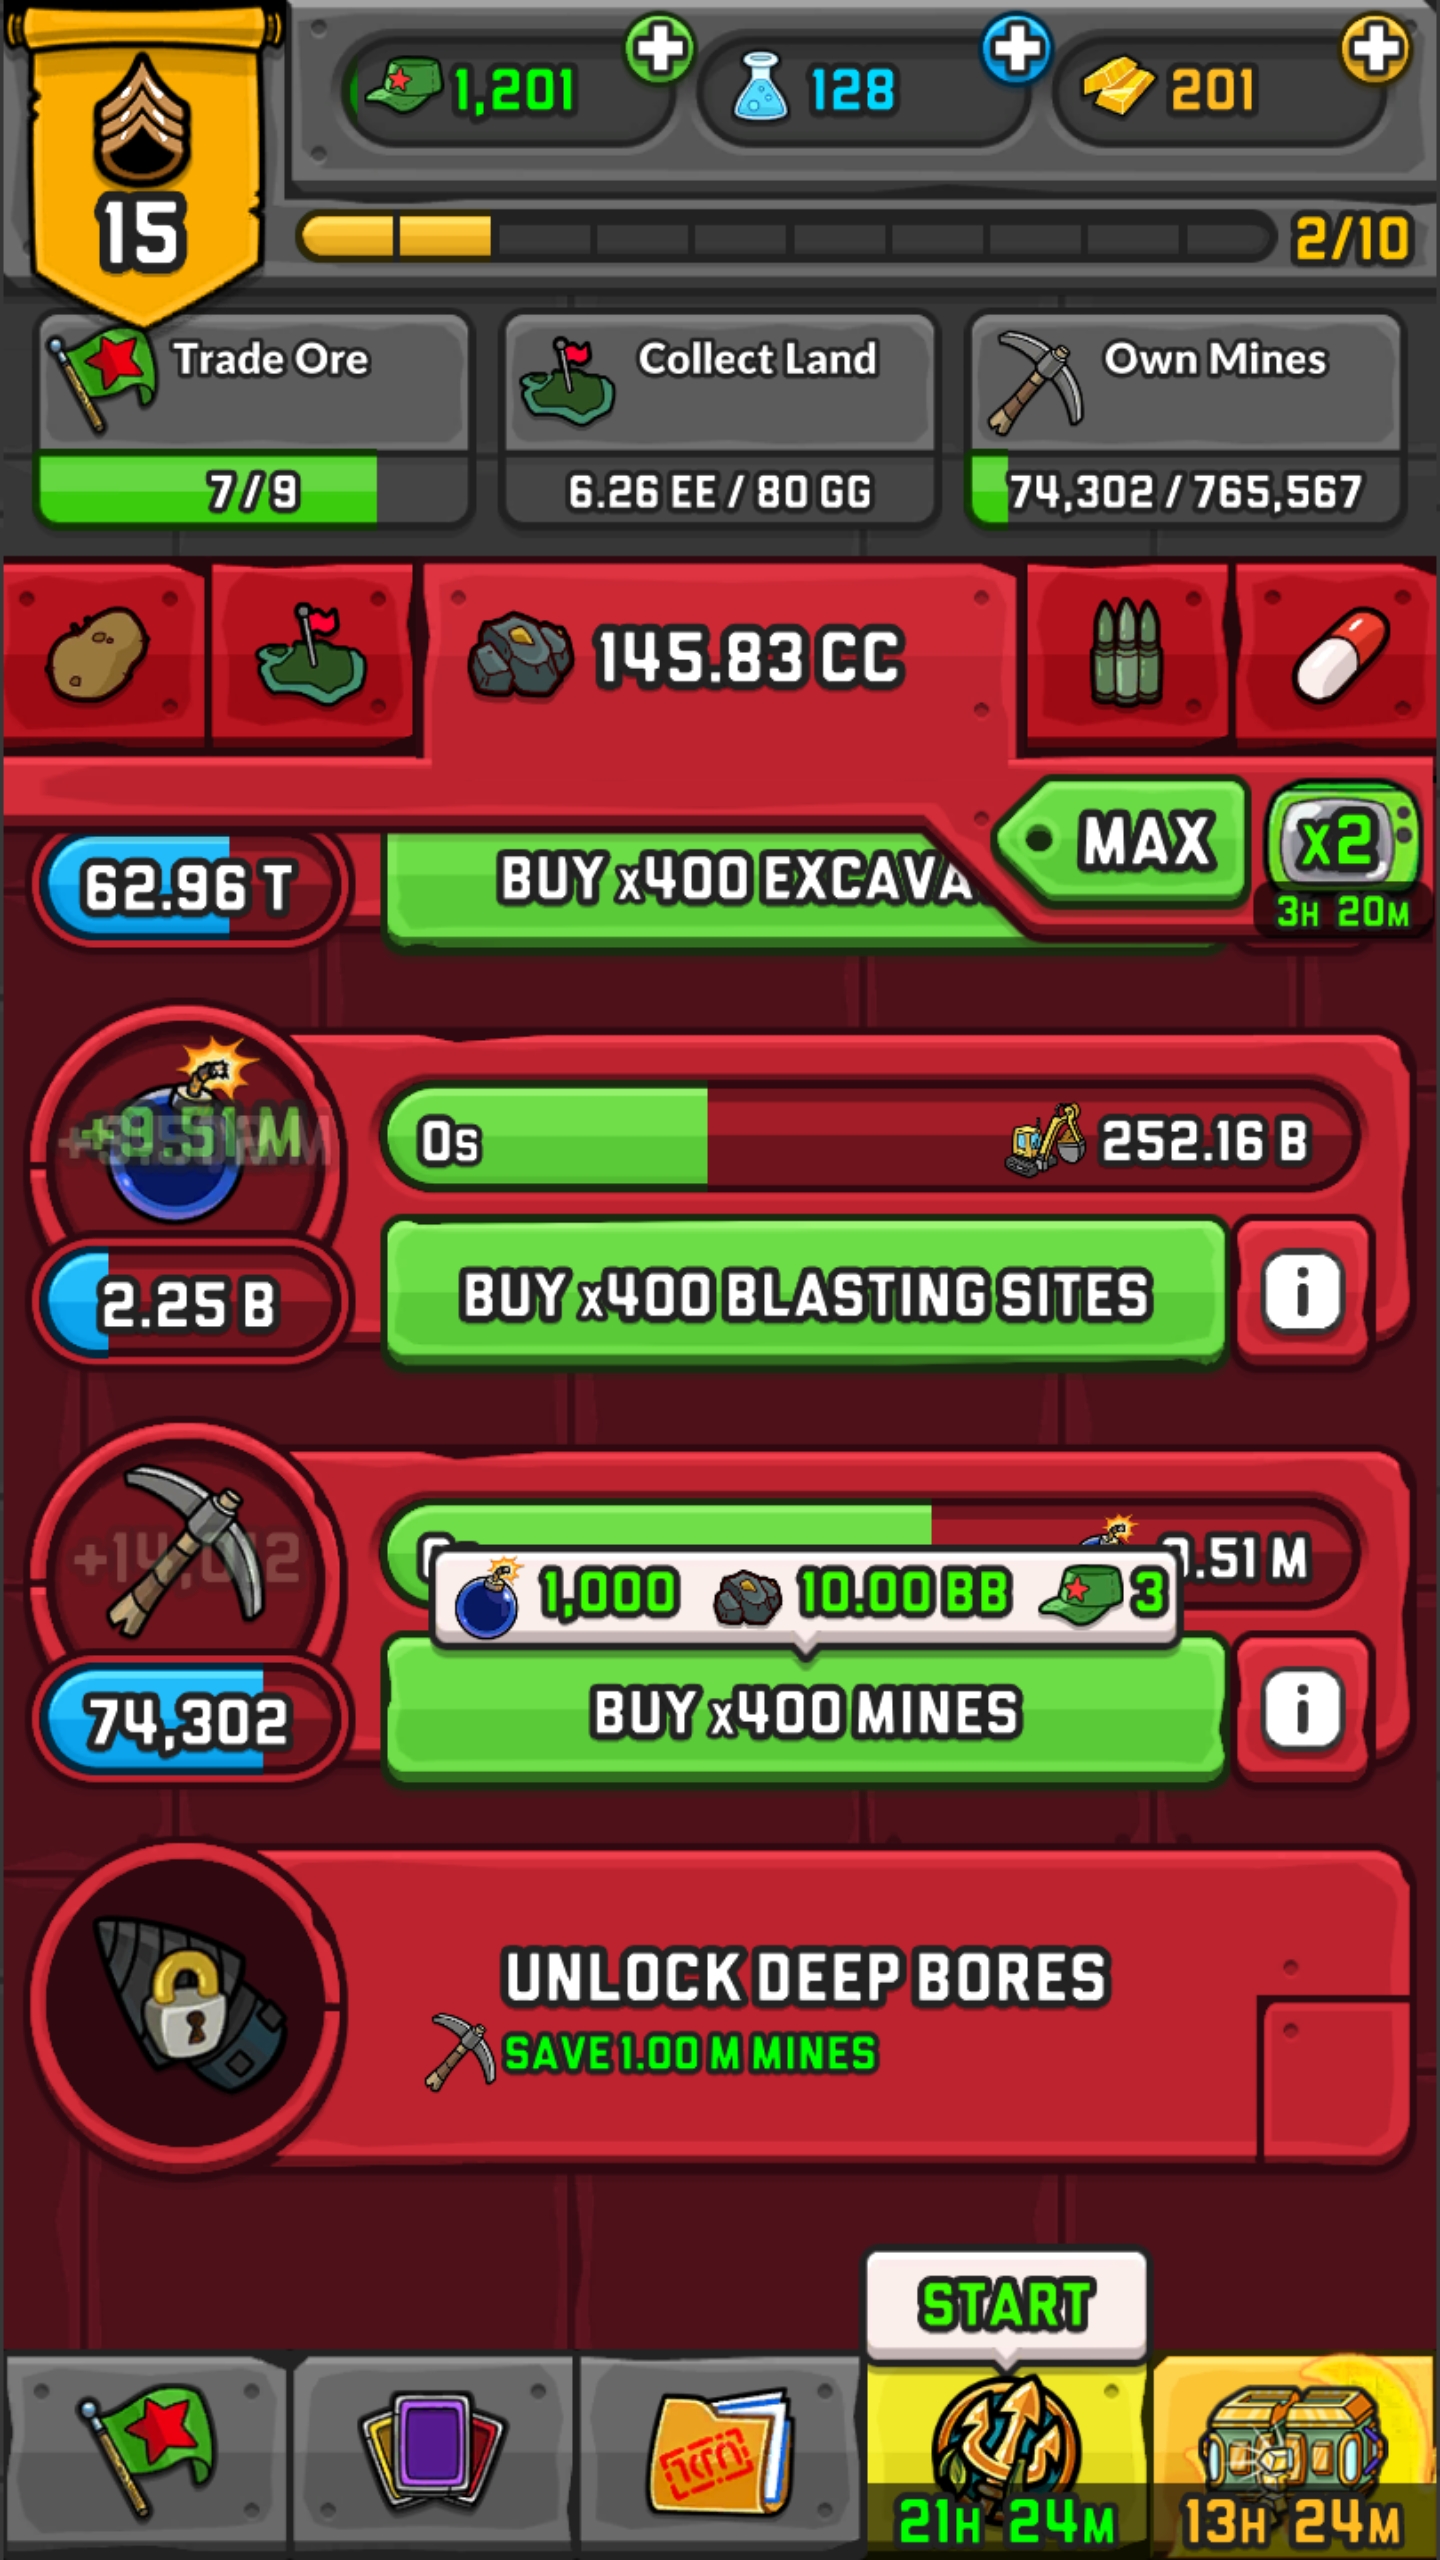 1,201
128
201
15
2/10
Trade Ore
Collect Land
Own Mines
7/9
6.26 EE / 80 GG
74,302 / 765,567
145.83 CC
MAX
x2
3H 20M
62.96 T
BUY x400 EXCAVA
+9.51 M
0s
252.16 B
2.25 B
BUY x400 BLASTING SITES
.51 M
1,000
10.00 BB
3
74,302
BUY x400 MINES
UNLOCK DEEP BORES
SAVE 1.00 M MINES
START
21H 24M
13H 24M